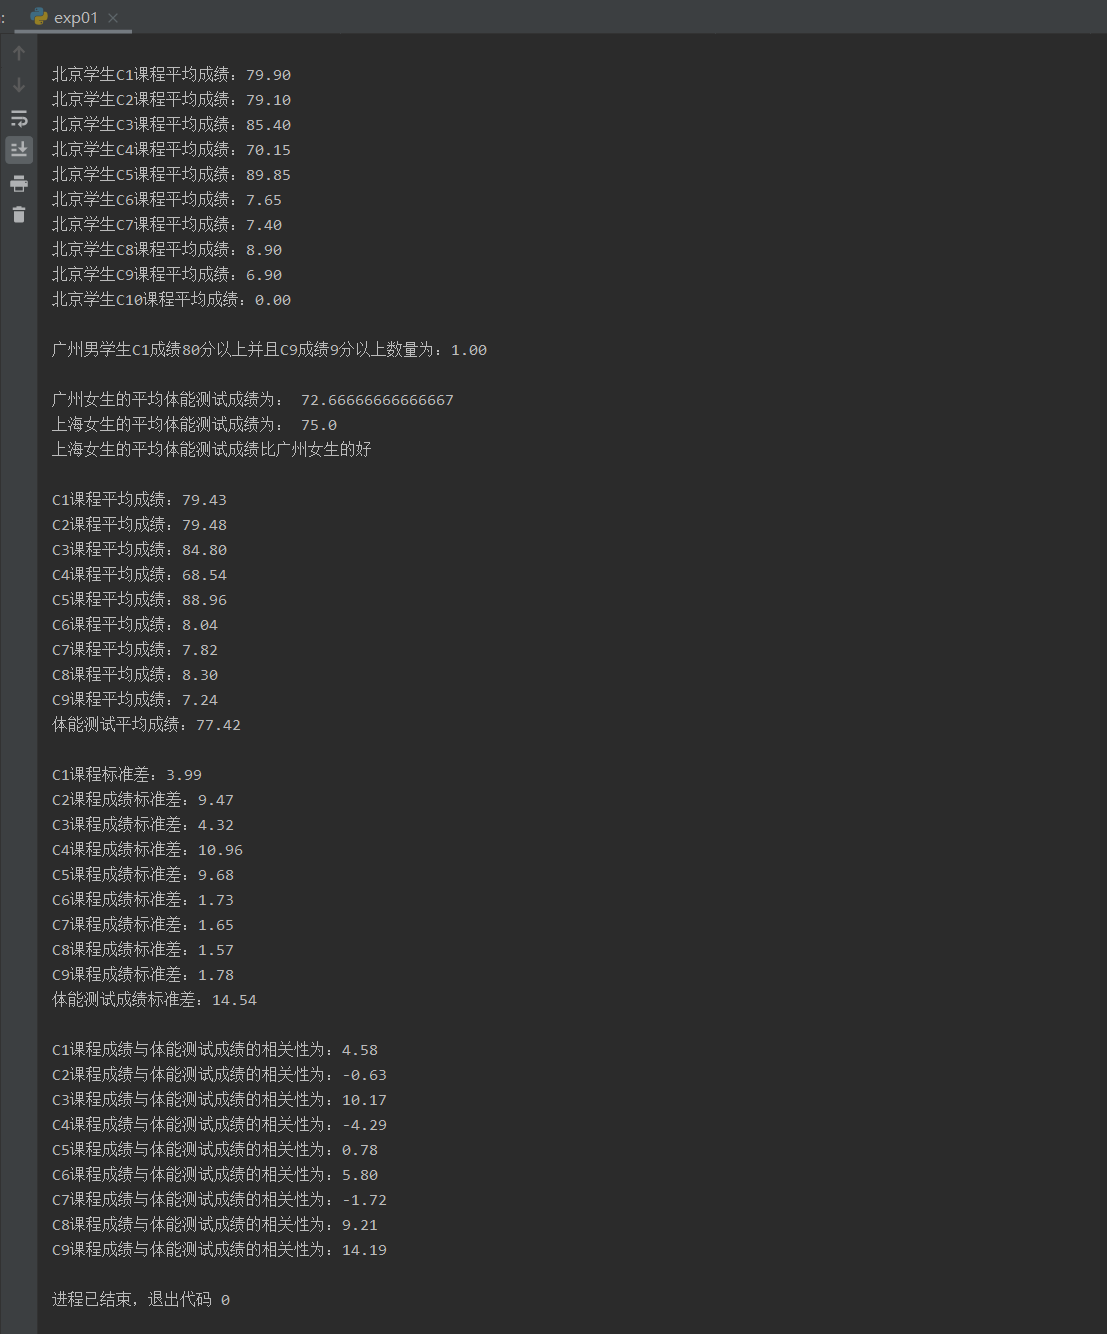 exp01
北京学生C1课程平均成绩：79.90
北京学生C2课程平均成绩：79.10
北京学生C3课程平均成绩：85.40
北京学生C4课程平均成绩：70.15
北京学生C5课程平均成绩：89.85
北京学生C6课程平均成绩：7.65
北京学生C7课程平均成绩：7.40
北京学生C8课程平均成绩：8.90
北京学生C9课程平均成绩：6.90
北京学生C10课程平均成绩：0.00
广州男学生C1成绩80分以上并且C9成绩9分以上数量为：1.00
广州女生的平均体能测试成绩为： 72.66666666666667
上海女生的平均体能测试成绩为： 75.0
上海女生的平均体能测试成绩比广州女生的好
C1课程平均成绩：79.43
C2课程平均成绩：79.48
C3课程平均成绩：84.80
C4课程平均成绩：68.54
C5课程平均成绩：88.96
C6课程平均成绩：8.04
C7课程平均成绩：7.82
C8课程平均成绩：8.30
C9课程平均成绩：7.24
体能测试平均成绩：77.42
C1课程标准差：3.99
C2课程成绩标准差：9.47
C3课程成绩标准差：4.32
C4课程成绩标准差：10.96
C5课程成绩标准差：9.68
C6课程成绩标准差：1.73
C7课程成绩标准差：1.65
C8课程成绩标准差：1.57
C9课程成绩标准差：1.78
体能测试成绩标准差：14.54
C1课程成绩与体能测试成绩的相关性为：4.58
C2课程成绩与体能测试成绩的相关性为：-0.63
C3课程成绩与体能测试成绩的相关性为：10.17
C4课程成绩与体能测试成绩的相关性为：-4.29
C5课程成绩与体能测试成绩的相关性为：0.78
C6课程成绩与体能测试成绩的相关性为：5.80
C7课程成绩与体能测试成绩的相关性为：-1.72
C8课程成绩与体能测试成绩的相关性为：9.21
C9课程成绩与体能测试成绩的相关性为：14.19
进程已结束，退出代码 0